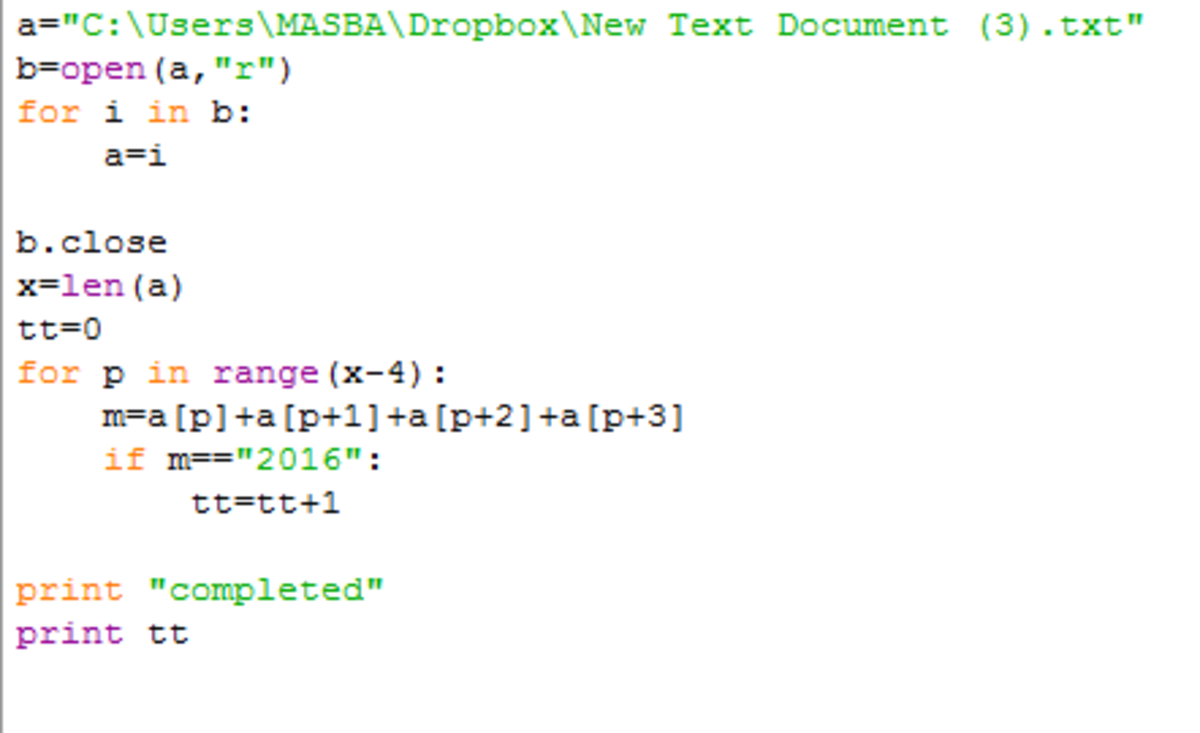 a="C:\Users\MASBA\Dropbox\New Text Document (3).txt"
b=open(a,"r")
for i in b:
    a=i

b.close
x=len(a)
tt=0
for p in range(x-4):
    m=a[p]+a[p+1]+a[p+2]+a[p+3]
    if m=="2016":
        tt=tt+1

print "completed"
print tt